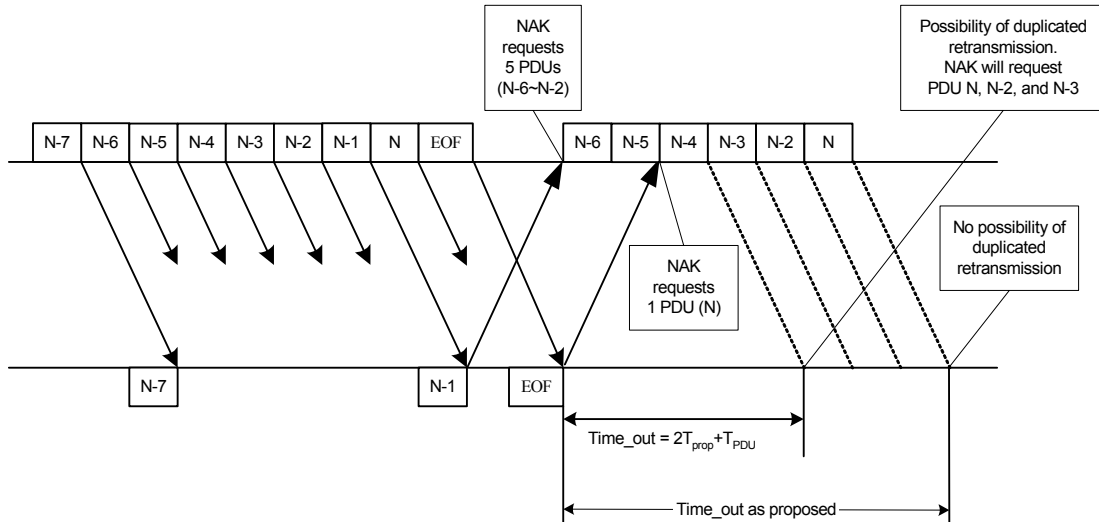 NAK
requests
5 PDUs
(N-6~N-2)
Possibility of duplicated
retransmission.
NAK will request
PDU N, N-2, and N-3
N-7 N-6 N-5 N-4 N-3 N-2 N-1 N EOF
N-6 N-5 N-4 N-3 N-2 N
No possibility of
duplicated
retransmission
NAK
requests
1 PDU (N)
N-7 N-1 EOF
Time_out = 2Tprop+TPDU
Time_out as proposed